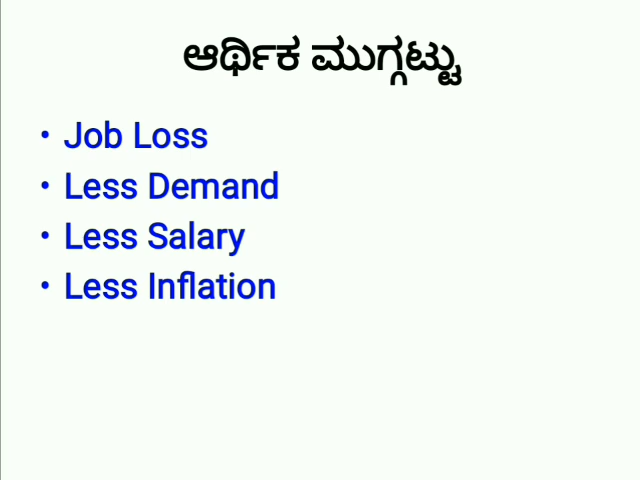 ಆರ್ಥಿಕ ಮುಗ್ಗಟ್ಟು
• Job Loss
• Less Demand
• Less Salary
• Less Inflation